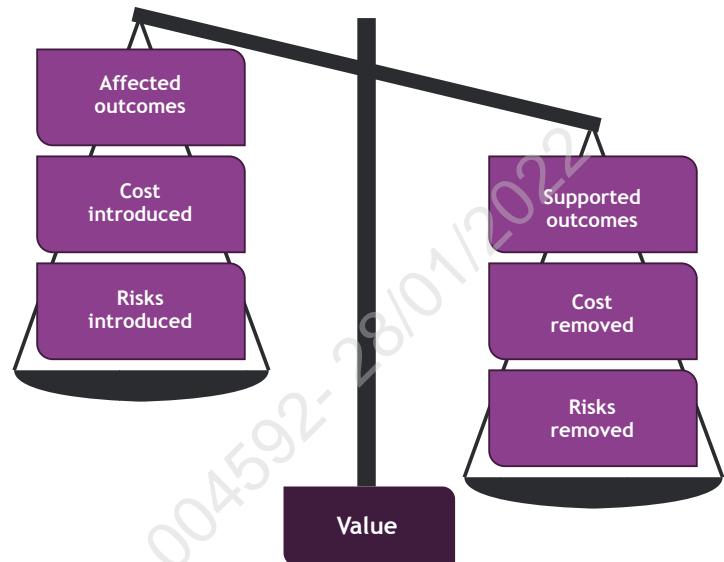 Affected
outcomes
Cost
introduced
Risks
introduced
Supported
outcomes
Cost
removed
Risks
removed
Value
004592- 28/01/2022